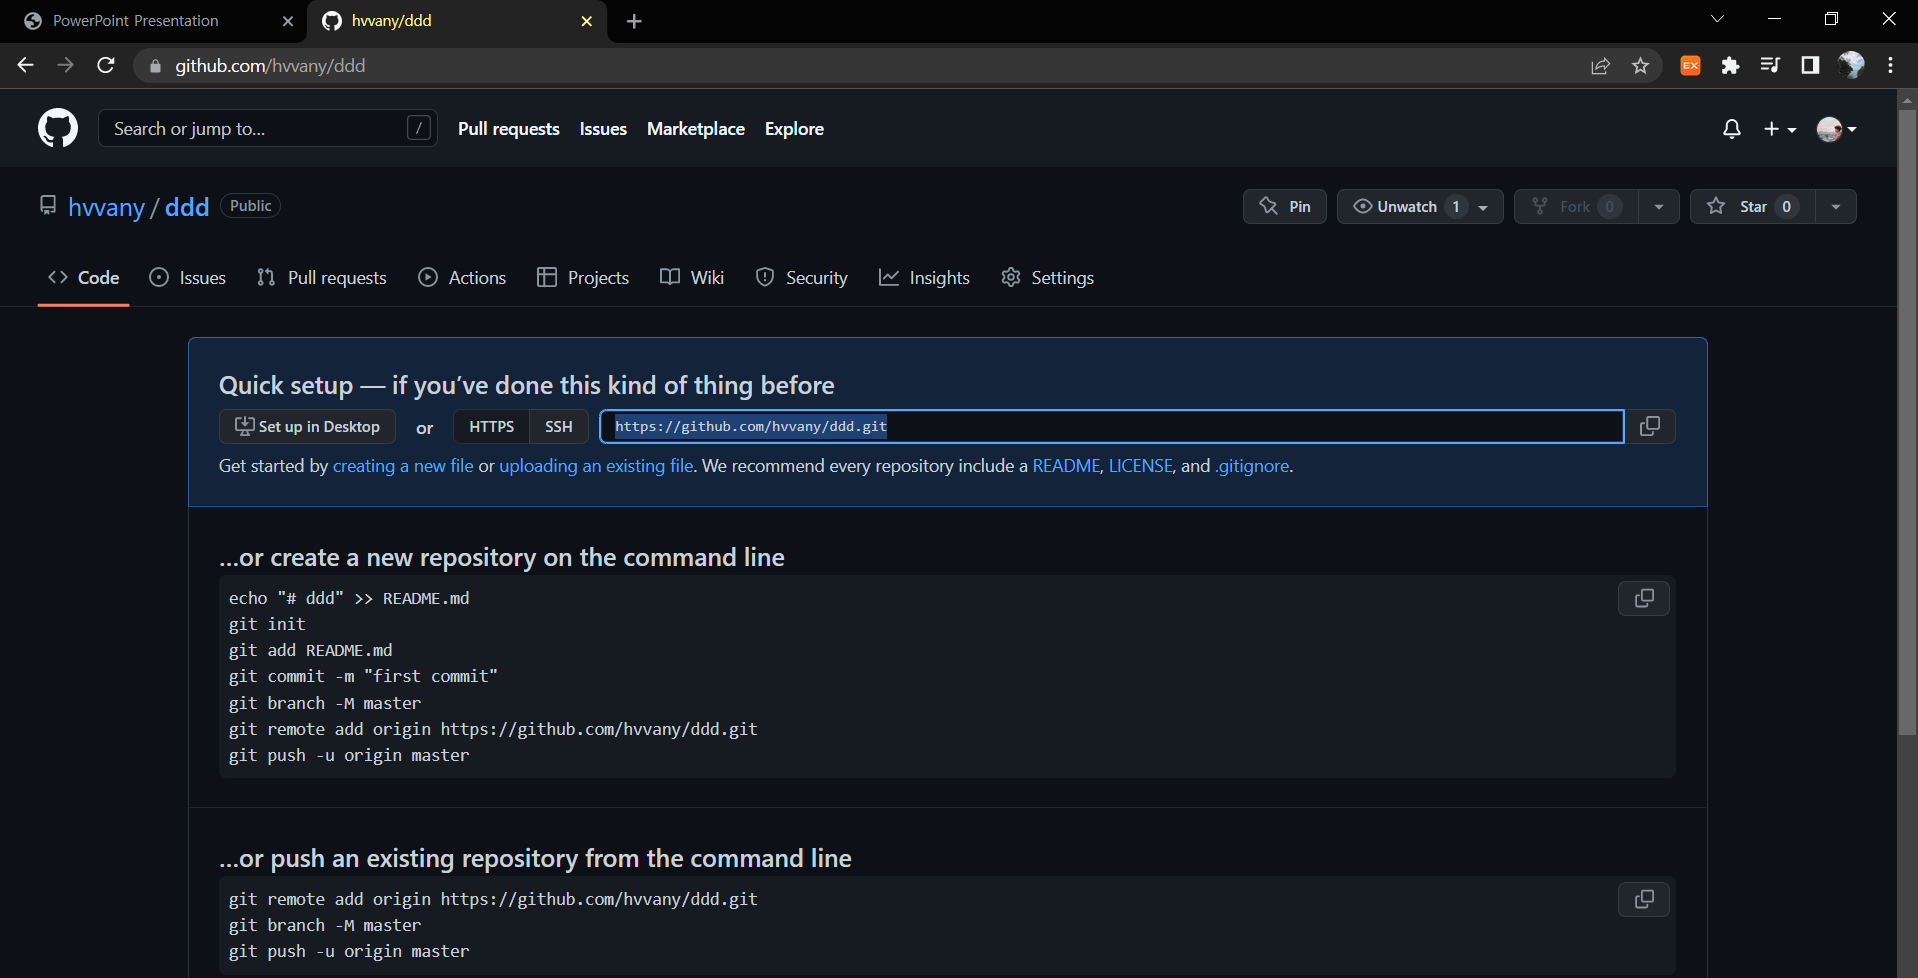 PowerPoint Presentation
hvvany/ddd
github.com/hvvany/ddd
EX
Search or jump to... /
Pull requests Issues Marketplace Explore
hvvany / ddd Public
Pin Unwatch 1 Fork 0 Star 0
Code Issues Pull requests Actions Projects Wiki Security Insights Settings
Quick setup — if you’ve done this kind of thing before
Set up in Desktop or HTTPS SSH https://github.com/hvvany/ddd.git
Get started by creating a new file or uploading an existing file. We recommend every repository include a README, LICENSE, and .gitignore.
…or create a new repository on the command line
echo "# ddd" >> README.md
git init
git add README.md
git commit -m "first commit"
git branch -M master
git remote add origin https://github.com/hvvany/ddd.git
git push -u origin master
…or push an existing repository from the command line
git remote add origin https://github.com/hvvany/ddd.git
git branch -M master
git push -u origin master